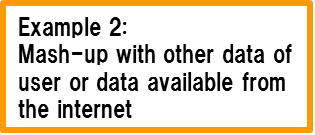 Example 2:
Mash-up with other data of
user or data available from
the internet